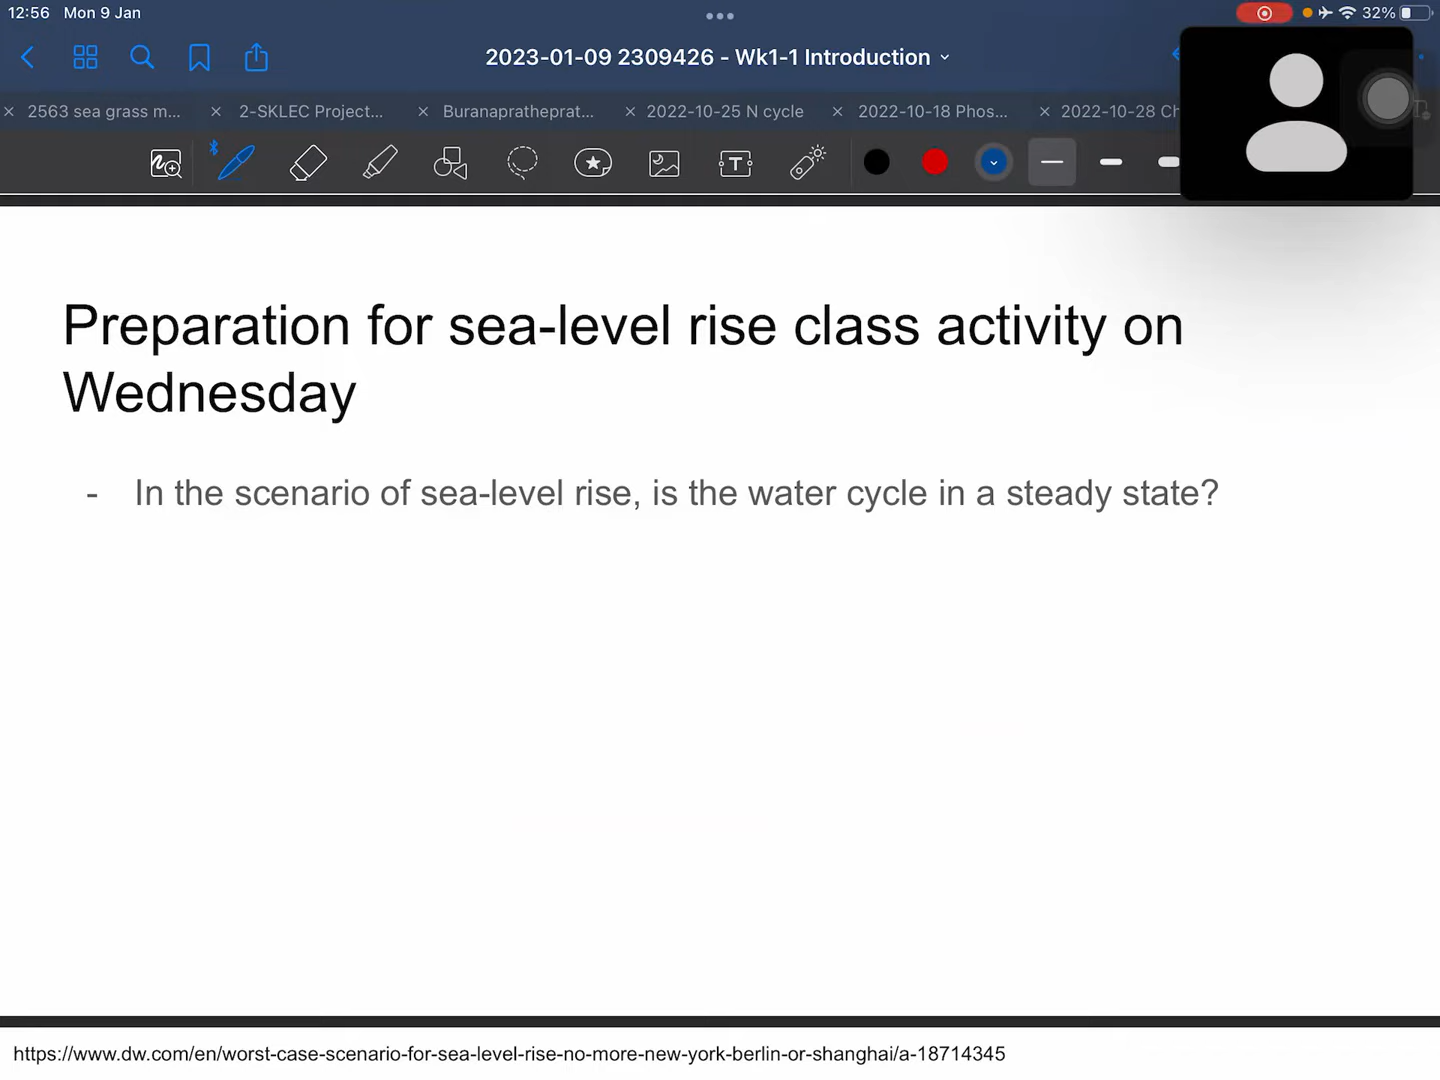 12:56 Mon 9 Jan
32%
2023-01-09 2309426 - Wk1-1 Introduction
2563 sea grass m...
2-SKLEC Project...
Buranapratheprat...
2022-10-25 N cycle
2022-10-18 Phos...
2022-10-28 Ch
Preparation for sea-level rise class activity on
Wednesday
- In the scenario of sea-level rise, is the water cycle in a steady state?
https://www.dw.com/en/worst-case-scenario-for-sea-level-rise-no-more-new-york-berlin-or-shanghai/a-18714345